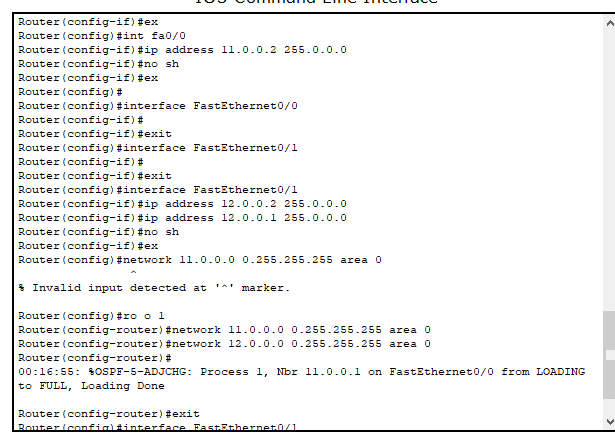 IOS Command Line Interface
Router(config-if)#ex
Router(config)#int fa0/0
Router(config-if)#ip address 11.0.0.2 255.0.0.0
Router(config-if)#no sh
Router(config-if)#ex
Router(config)#
Router(config)#interface FastEthernet0/0
Router(config-if)#
Router(config-if)#exit
Router(config)#interface FastEthernet0/1
Router(config-if)#
Router(config-if)#exit
Router(config)#interface FastEthernet0/1
Router(config-if)#ip address 12.0.0.2 255.0.0.0
Router(config-if)#ip address 12.0.0.1 255.0.0.0
Router(config-if)#no sh
Router(config-if)#ex
Router(config)#network 11.0.0.0 0.255.255.255 area 0
^
% Invalid input detected at '^' marker.
Router(config)#ro o 1
Router(config-router)#network 11.0.0.0 0.255.255.255 area 0
Router(config-router)#network 12.0.0.0 0.255.255.255 area 0
Router(config-router)#
00:16:55: %OSPF-5-ADJCHG: Process 1, Nbr 11.0.0.1 on FastEthernet0/0 from LOADING
to FULL, Loading Done
Router(config-router)#exit
Router(config)#interface FastEthernet0/1